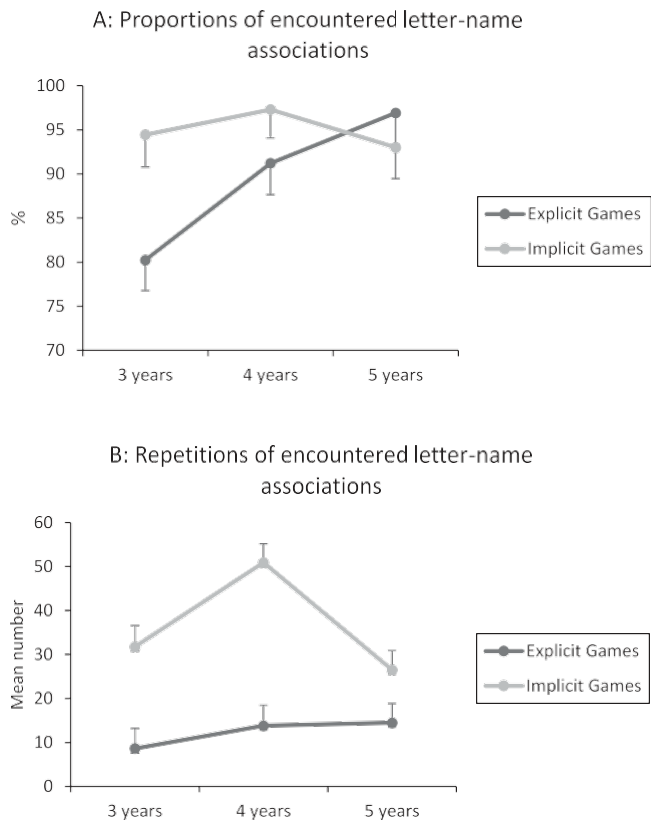 A: Proportions of encountered letter-name
associations
100
95
90
85
80
75
70
%
3 years
4 years
5 years
Explicit Games
Implicit Games
B: Repetitions of encountered letter-name
associations
60
50
40
30
20
10
0
Mean number
3 years
4 years
5 years
Explicit Games
Implicit Games